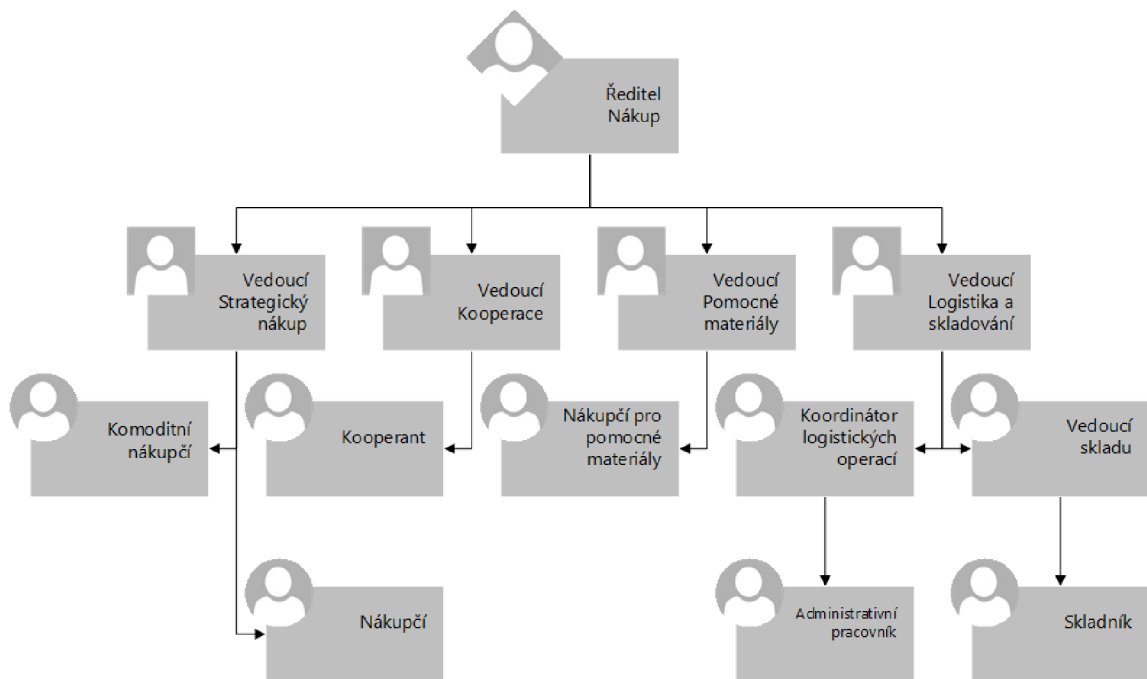 Ředitel
Nákup
Vedoucí
Strategický
nákup
Vedoucí
Kooperace
Vedoucí
Pomocné
materiály
Vedoucí
Logistika a
skladování
Komoditní
nákupčí
Kooperant
Nákupčí pro
pomocné
materiály
Koordinátor
logistických
operací
Vedoucí
skladu
Nákupčí
Administrativní
pracovník
Skladník